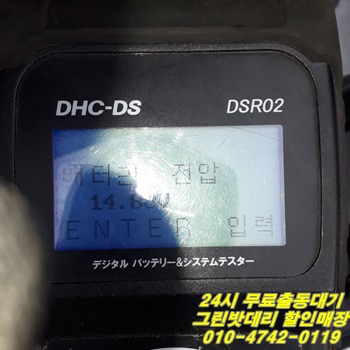 DHC-DS DSR02
배터리 전압
14.8 V
ENTER 입력
デジタル バッテリー&システムテスター
24시 무료출동대기
그린밧데리 할인매장
010-4742-0119